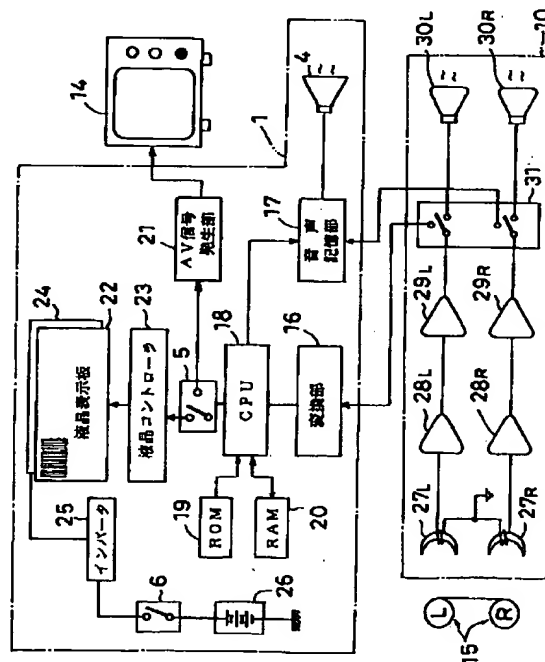 14
1
4
24
22
液晶表示板
23
液晶コントローラ
21
AV信号
発生部
17
音声
記憶部
5
18
CPU
16
変換部
25
インバータ
19
ROM
20
RAM
6
26
30L
30R
10
31
29L
29R
28L
28R
27L
27R
L
R
15